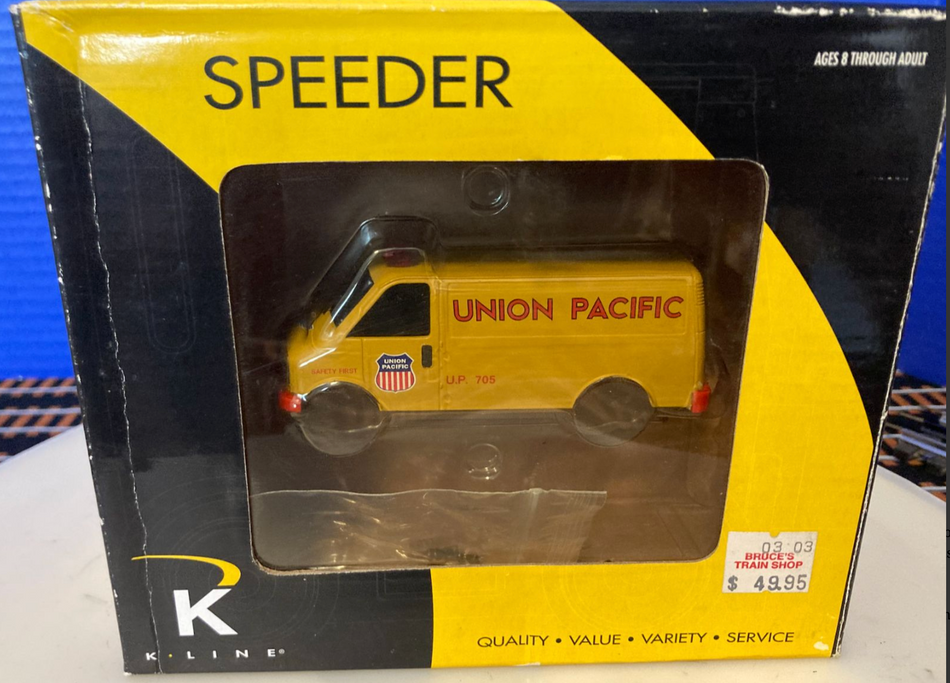 SPEEDER
AGES 8 THROUGH ADULT
UNION PACIFIC
UNION
PACIFIC
SAFETY FIRST
U.P. 705
03 03
BRUCE'S
TRAIN SHOP
$ 49.95
K
K·LINE®
QUALITY • VALUE • VARIETY • SERVICE